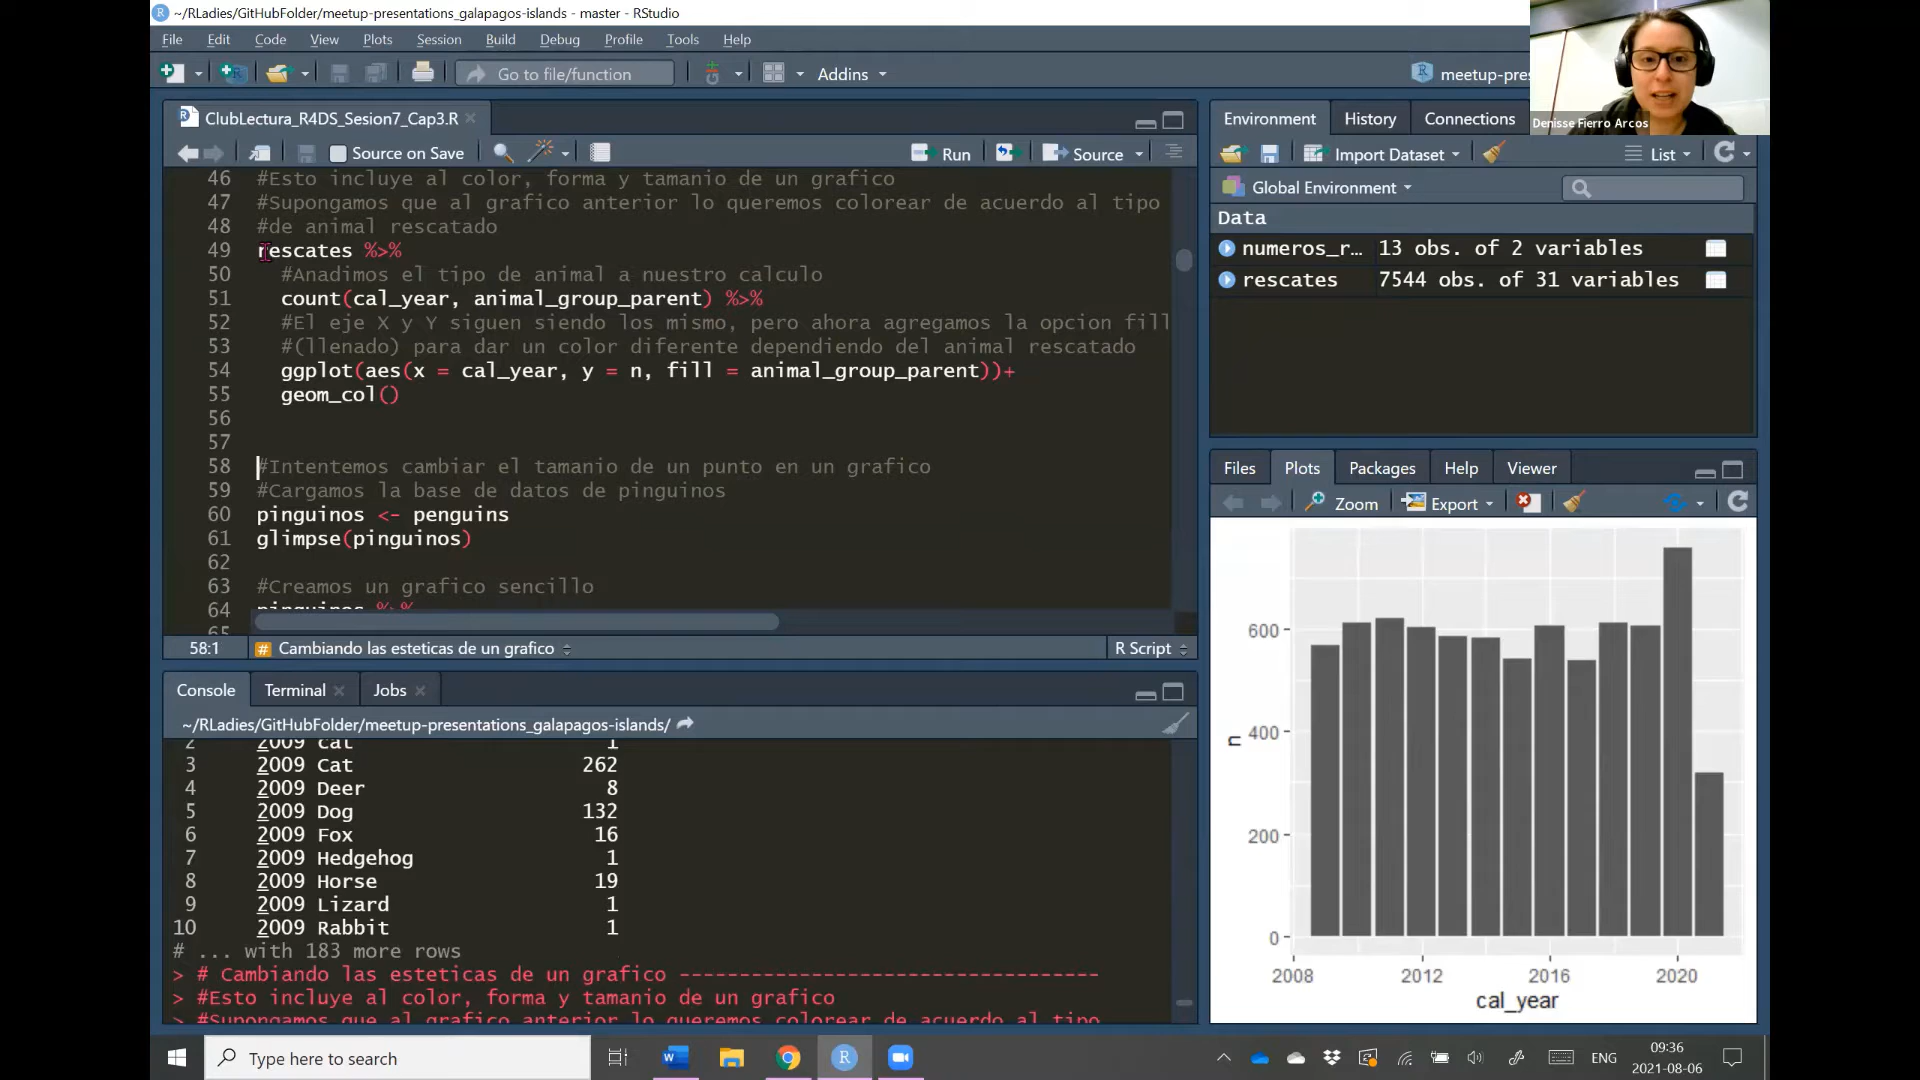 ~/RLadies/GitHubFolder/meetup-presentations_galapagos-islands - master - RStudio
File Edit Code View Plots Session Build Debug Profile Tools Help
Go to file/function Addins meetup-pres
Denisse Fierro Arcos
ClubLectura_R4DS_Sesion7_Cap3.R
Source on Save Run Source
46 #Esto incluye al color, forma y tamanio de un grafico
47 #Supongamos que al grafico anterior lo queremos colorear de acuerdo al tipo
48 #de animal rescatado
49 rescates %>%
50 #Anadimos el tipo de animal a nuestro calculo
51 count(cal_year, animal_group_parent) %>%
52 #El eje X y Y siguen siendo los mismo, pero ahora agregamos la opcion fill
53 #(llenado) para dar un color diferente dependiendo del animal rescatado
54 ggplot(aes(x = cal_year, y = n, fill = animal_group_parent))+
55 geom_col()
56
57
58 #Intentemos cambiar el tamanio de un punto en un grafico
59 #Cargamos la base de datos de pinguinos
60 pinguinos <- penguins
61 glimpse(pinguinos)
62
63 #Creamos un grafico sencillo
64 pinguinos %>%
65
58:1 # Cambiando las esteticas de un grafico R Script
Console Terminal Jobs
~/RLadies/GitHubFolder/meetup-presentations_galapagos-islands/
2 2009 cat 1
3 2009 Cat 262
4 2009 Deer 8
5 2009 Dog 132
6 2009 Fox 16
7 2009 Hedgehog 1
8 2009 Horse 19
9 2009 Lizard 1
10 2009 Rabbit 1
# ... with 183 more rows
> # Cambiando las esteticas de un grafico -----------------------------------
> #Esto incluye al color, forma y tamanio de un grafico
> #Supongamos que al grafico anterior lo queremos colorear de acuerdo al tipo
Environment History Connections
Import Dataset List
Global Environment
Data
numeros_r... 13 obs. of 2 variables
rescates 7544 obs. of 31 variables
Files Plots Packages Help Viewer
Zoom Export
600
400
200
0
n
2008 2012 2016 2020
cal_year
Type here to search
ENG
09:36
2021-08-06